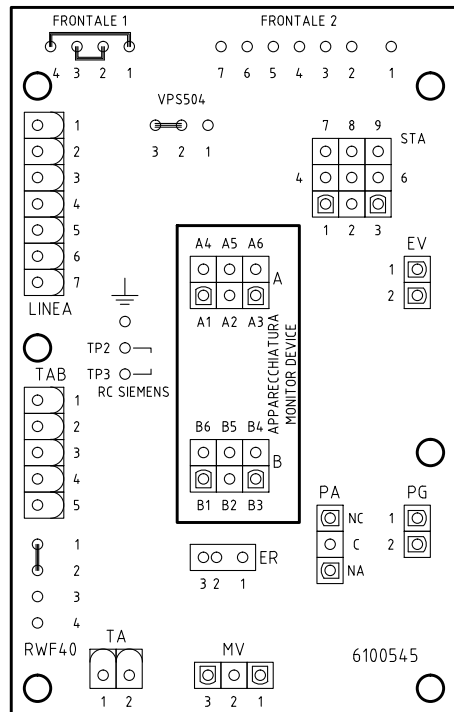 FRONTALE 1 FRONTALE 2
4 3 2 1 7 6 5 4 3 2 1
VPS504
3 2 1
1
2
3
4
5
6
7
LINEA
7 8 9
STA
4 6
1 2 3
EV
1
2
TP2
TP3
RC SIEMENS
A4 A5 A6
A
A1 A2 A3
APPARECCHIATURA
MONITOR DEVICE
B6 B5 B4
B
B1 B2 B3
TAB
1
2
3
4
5
1
2
3
4
RWF40
PA
NC
C
NA
PG
1
2
ER
3 2 1
TA
1 2
MV
3 2 1
6100545